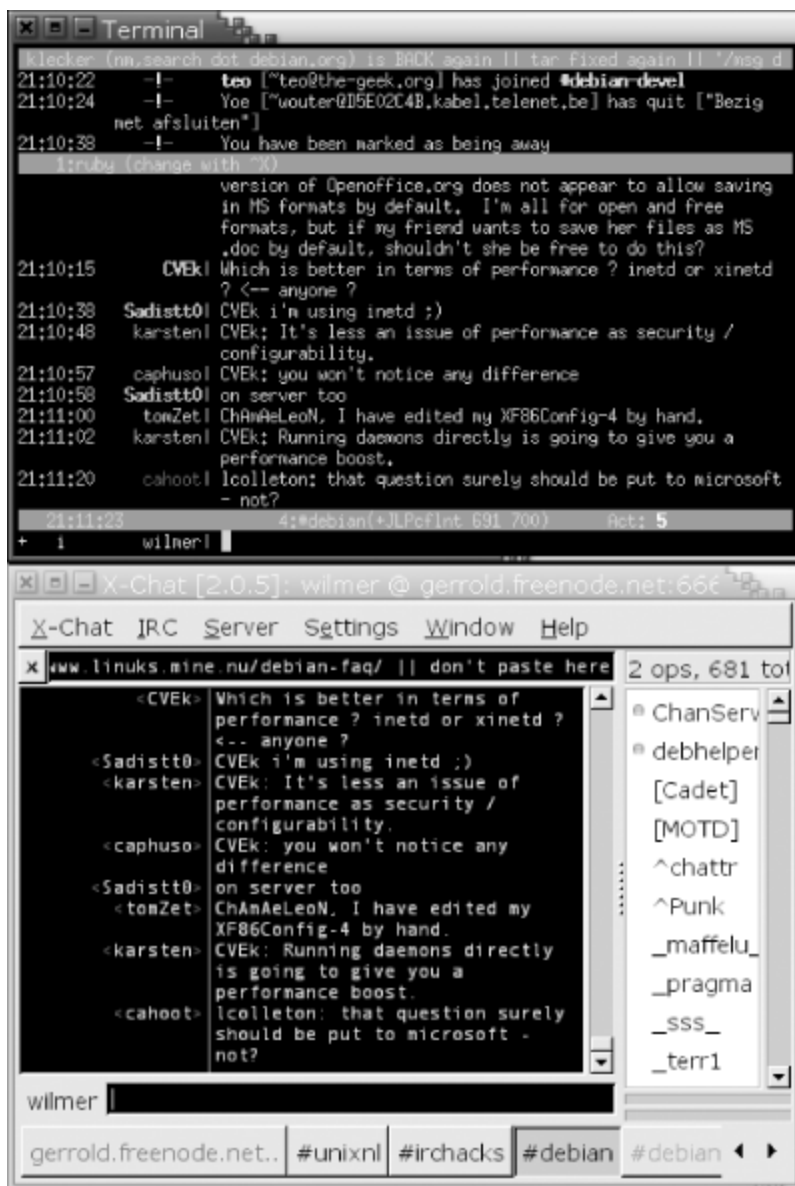 Terminal
klecker (nm,search dot debian.org) is BACK again || tar fixed again || '/msg d
21:10:22 -!- teo [~teo@the-geek.org] has joined #debian-devel
21:10:24 -!- Yoe [~wouter@D5E02C4B.kabel.telenet.be] has quit ["Bezig
met afsluiten"]
21:10:38 -!- You have been marked as being away
1:ruby (change with ^X)
version of Openoffice.org does not appear to allow saving
in MS formats by default.  I'm all for open and free
formats, but if my friend wants to save her files as MS
.doc by default, shouldn't she be free to do this?
21:10:15 CVEk| Which is better in terms of performance ? inetd or xinetd
? <-- anyone ?
21:10:38 Sadistt0| CVEk i'm using inetd ;)
21:10:48 karsten| CVEk: It's less an issue of performance as security /
configurability.
21:10:57 caphuso| CVEk: you won't notice any difference
21:10:58 Sadistt0| on server too
21:11:00 tomZet| ChAmAeLeoN, I have edited my XF86Config-4 by hand.
21:11:02 karsten| CVEk: Running daemons directly is going to give you a
performance boost.
21:11:20 cahoot| lcolleton: that question surely should be put to microsoft
- not?
21:11:23 4:#debian(+JLPcflnt 691 700) Act: 5
+ i wilmer|
X-Chat [2.0.5]: wilmer @ gerrold.freenode.net:666
X-Chat IRC Server Settings Window Help
x www.linuks.mine.nu/debian-faq/ || don't paste here 2 ops, 681 tot
<CVEk> Which is better in terms of
performance ? inetd or xinetd ?
<-- anyone ?
<Sadistt0> CVEk i'm using inetd ;)
<karsten> CVEk: It's less an issue of
performance as security /
configurability.
<caphuso> CVEk: you won't notice any
difference
<Sadistt0> on server too
<tomZet> ChAmAeLeoN, I have edited my
XF86Config-4 by hand.
<karsten> CVEk: Running daemons directly
is going to give you a
performance boost.
<cahoot> lcolleton: that question surely
should be put to microsoft -
not?
ChanServ
debhelper
[Cadet]
[MOTD]
^chattr
^Punk
_maffelu_
_pragma
_sss_
_terr1
wilmer
gerrold.freenode.net.. #unixnl #irchacks #debian #debian